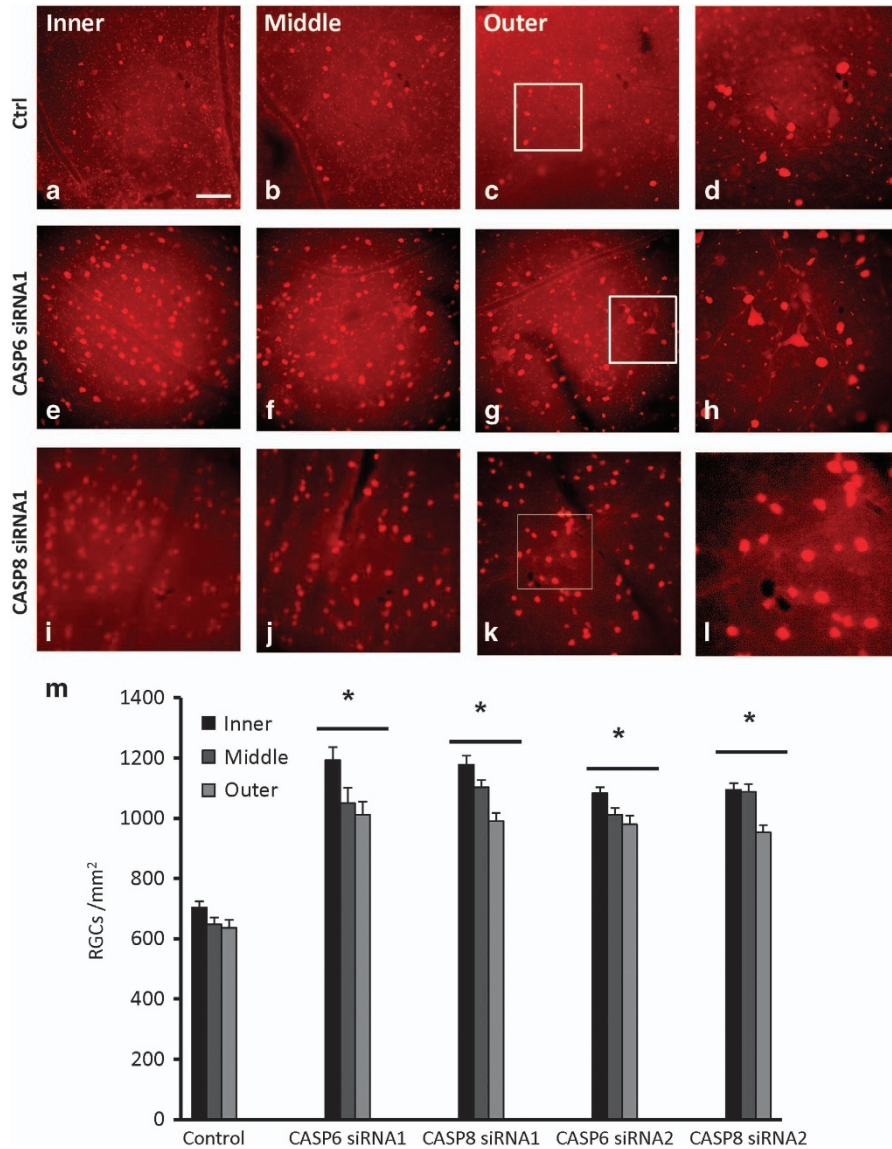 Inner Middle Outer
Ctrl
a b c d
CASP6 siRNA1
e f g h
CASP8 siRNA1
i j k l
m
1400
1200
1000
800
600
400
200
0
RGCs /mm²
Inner
Middle
Outer
* * * *
Control CASP6 siRNA1 CASP8 siRNA1 CASP6 siRNA2 CASP8 siRNA2